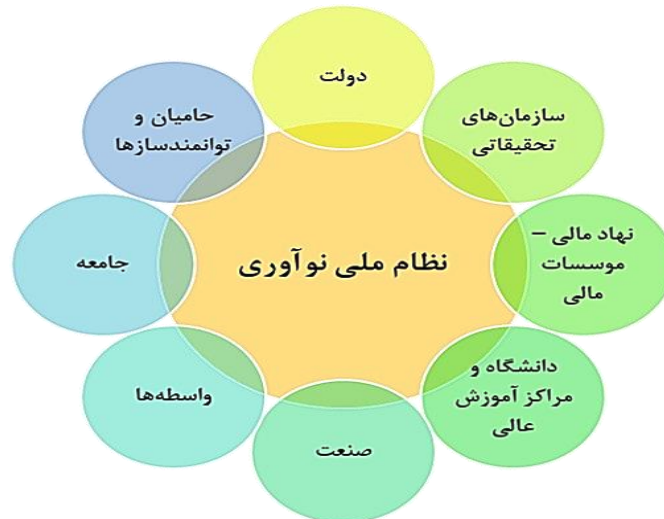 دولت
سازمان‌های
تحقیقاتی
نهاد مالی –
موسسات
مالی
دانشگاه و
مراکز آموزش
عالی
صنعت
واسطه‌ها
جامعه
حامیان و
توانمندسازها
نظام ملی نوآوری